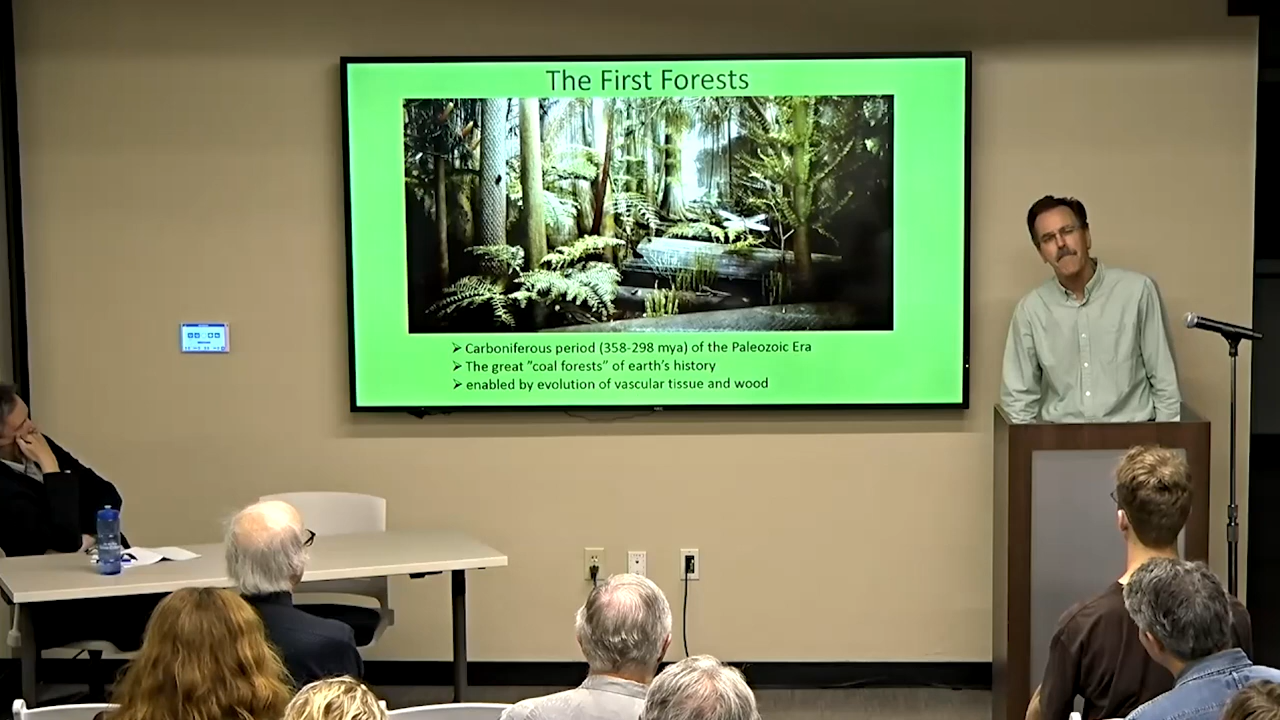 The First Forests
➢ Carboniferous period (358-298 mya) of the Paleozoic Era
➢ The great "coal forests" of earth's history
➢ enabled by evolution of vascular tissue and wood